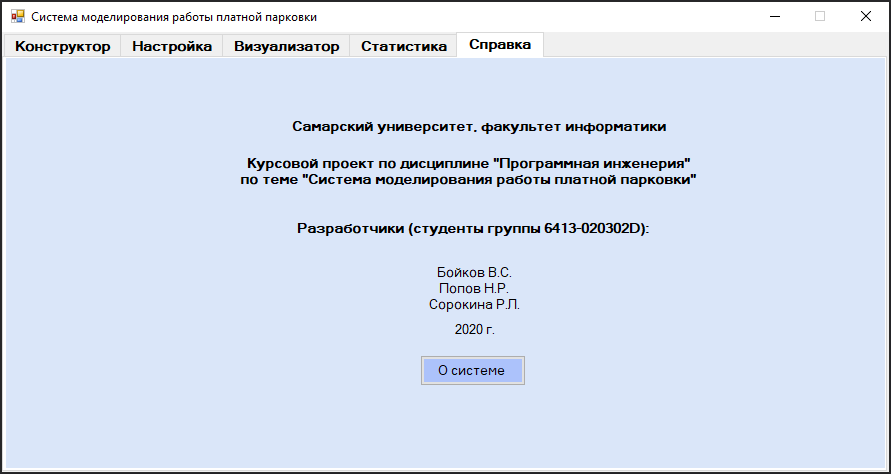 Система моделирования работы платной парковки
Конструктор Настройка Визуализатор Статистика Справка
Самарский университет, факультет информатики
Курсовой проект по дисциплине "Программная инженерия"
по теме "Система моделирования работы платной парковки"
Разработчики (студенты группы 6413-020302D):
Бойков В.С.
Попов Н.Р.
Сорокина Р.Л.
2020 г.
О системе